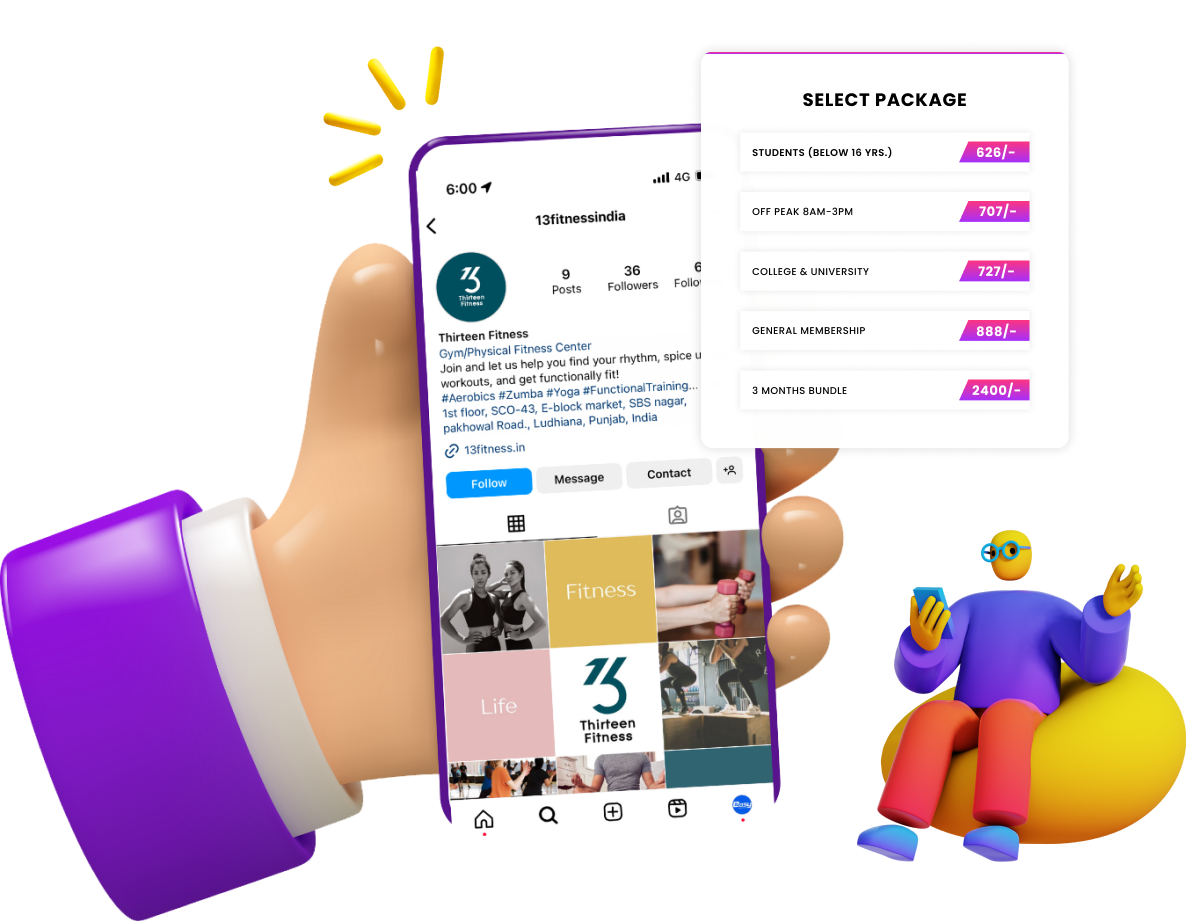 6:00
4G
13fitnessindia
13
Thirteen
Fitness
9
Posts
36
Followers
6
Follo
Thirteen Fitness
Gym/Physical Fitness Center
Join and let us help you find your rhythm, spice u
workouts, and get functionally fit!
#Aerobics #Zumba #Yoga #FunctionalTraining...
1st floor, SCO-43, E-block market, SBS nagar,
pakhowal Road., Ludhiana, Punjab, India
13fitness.in
Follow
Message
Contact
Fitness
Life
13
Thirteen
Fitness
SELECT PACKAGE
STUDENTS (BELOW 16 YRS.) 626/-
OFF PEAK 8AM-3PM 707/-
COLLEGE & UNIVERSITY 727/-
GENERAL MEMBERSHIP 888/-
3 MONTHS BUNDLE 2400/-